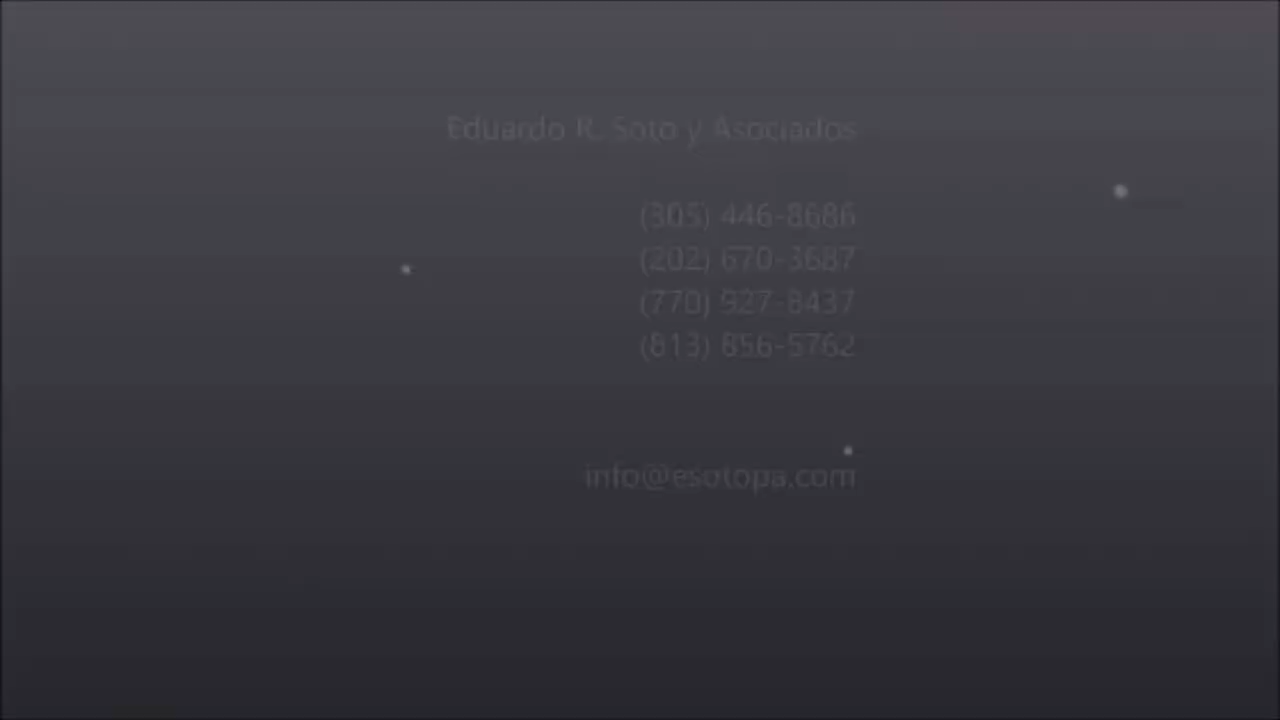 Eduardo R. Soto y Asociados
(305) 446-8686
(202) 670-3687
(770) 927-8437
(813) 856-5762
info@esotopa.com